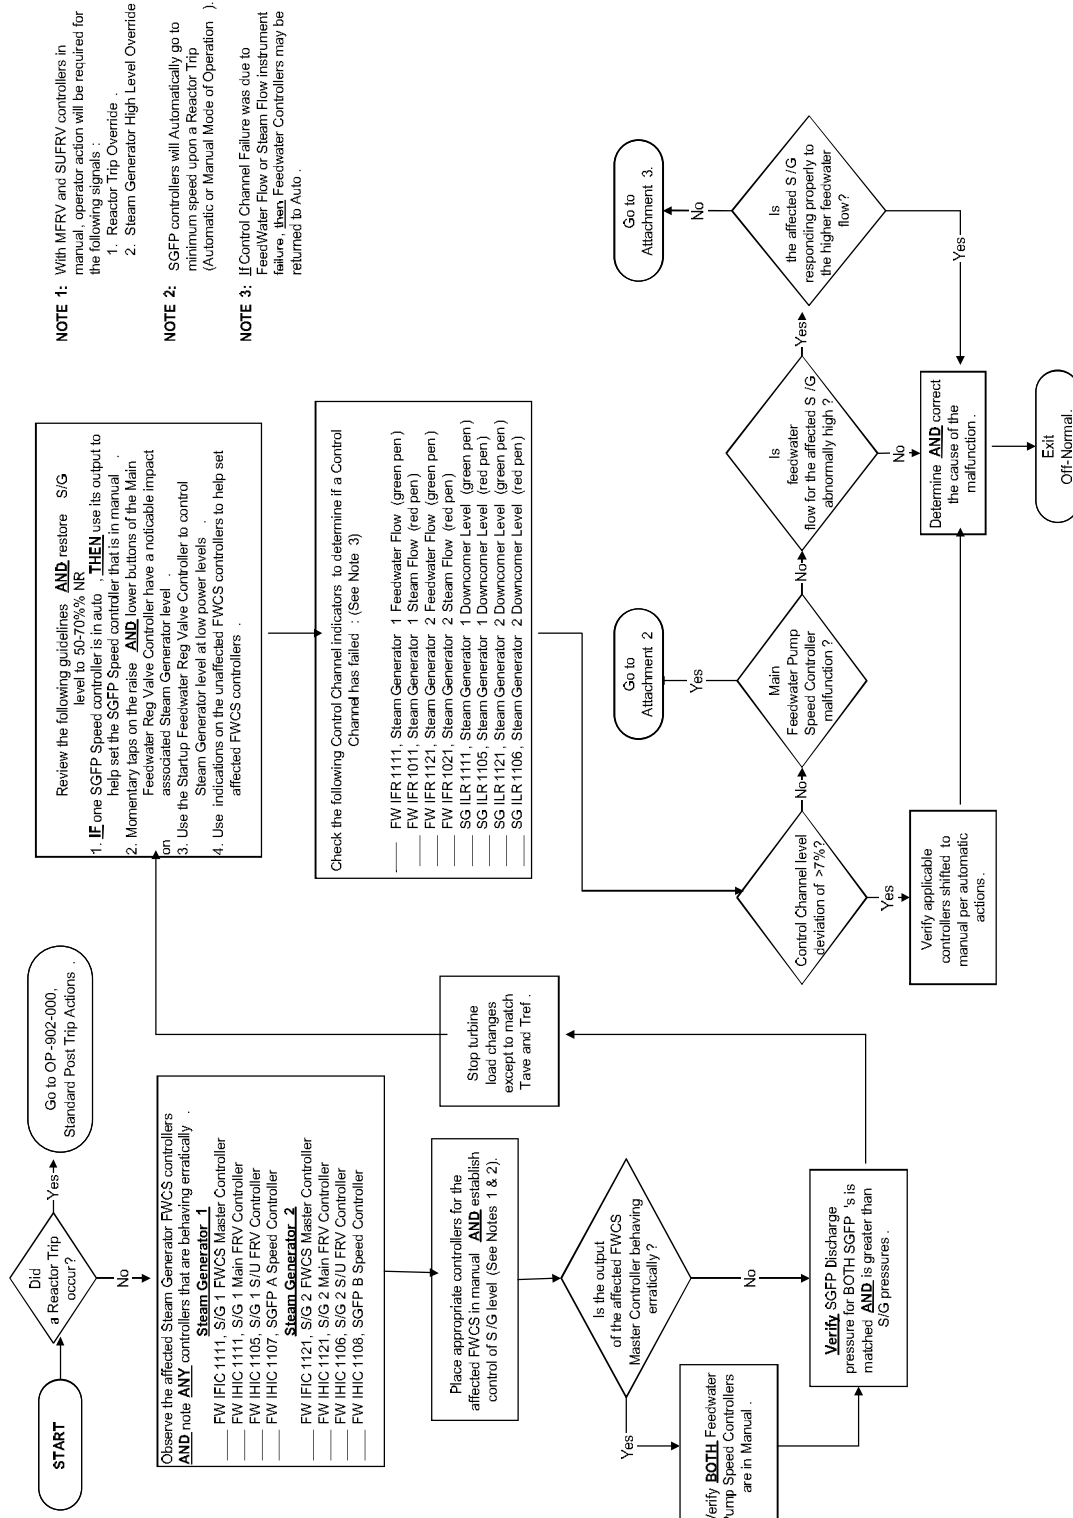 START
Did
a Reactor Trip
occur?
Yes
Go to OP-902-000,
Standard Post Trip Actions .
No
Observe the affected Steam Generator FWCS controllers
AND note ANY controllers that are behaving erratically .
Steam Generator 1
___ FW IFIC 1111, S/G 1 FWCS Master Controller
___ FW IHIC 1111, S/G 1 Main FRV Controller
___ FW IHIC 1105, S/G 1 S/U FRV Controller
___ FW IHIC 1107, SGFP A Speed Controller
Steam Generator 2
___ FW IFIC 1121, S/G 2 FWCS Master Controller
___ FW IHIC 1121, S/G 2 Main FRV Controller
___ FW IHIC 1106, S/G 2 S/U FRV Controller
___ FW IHIC 1108, SGFP B Speed Controller
Place appropriate controllers for the
affected FWCS in manual AND establish
control of S/G level (See Notes 1 & 2).
Is the output
of the affected FWCS
Master Controller behaving
erratically ?
Yes
No
Verify BOTH Feedwater
Pump Speed Controllers
are in Manual .
Verify SGFP Discharge
pressure for BOTH SGFP 's is
matched AND is greater than
S/G pressures .
Stop turbine
load changes
except to match
Tave and Tref .
Review the following guidelines AND restore S/G
level to 50-70%% NR
1. IF one SGFP Speed controller is in auto , THEN use its output to
help set the SGFP Speed controller that is in manual .
2. Momentary taps on the raise AND lower buttons of the Main
Feedwater Reg Valve Controller have a noticable impact
on
associated Steam Generator level .
3. Use the Startup Feedwater Reg Valve Controller to control
Steam Generator level at low power levels .
4. Use indications on the unaffected FWCS controllers to help set
affected FWCS controllers .
Check the following Control Channel indicators to determine if a Control
Channel has failed : (See Note 3)
___ FW IFR 1111, Steam Generator 1 Feedwater Flow (green pen )
___ FW IFR 1011, Steam Generator 1 Steam Flow (red pen)
___ FW IFR 1121, Steam Generator 2 Feedwater Flow (green pen )
___ FW IFR 1021, Steam Generator 2 Steam Flow (red pen )
___ SG ILR 1111, Steam Generator 1 Downcomer Level (green pen )
___ SG ILR 1105, Steam Generator 1 Downcomer Level (red pen)
___ SG ILR 1121, Steam Generator 2 Downcomer Level (green pen )
___ SG ILR 1106, Steam Generator 2 Downcomer Level (red pen )
Control Channel level
deviation of >7%?
Yes
Verify applicable
controllers shifted to
manual per automatic
actions .
No
Main
Feedwater Pump
Speed Controller
malfunction ?
Yes
Go to
Attachment 2
No
Is
feedwater
flow for the affected S /G
abnormally high ?
Yes
No
Is
the affected S /G
responding properly to
the higher feedwater
flow?
No
Go to
Attachment 3.
Yes
Determine AND correct
the cause of the
malfunction .
Exit
Off-Normal.
NOTE 1: With MFRV and SUFRV controllers in
manual, operator action will be required for
the following signals :
1. Reactor Trip Override .
2. Steam Generator High Level Override
NOTE 2: SGFP controllers will Automatically go to
minimum speed upon a Reactor Trip
(Automatic or Manual Mode of Operation ).
NOTE 3: If Control Channel Failure was due to
FeedWater Flow or Steam Flow instrument
failure, then Feedwater Controllers may be
returned to Auto .